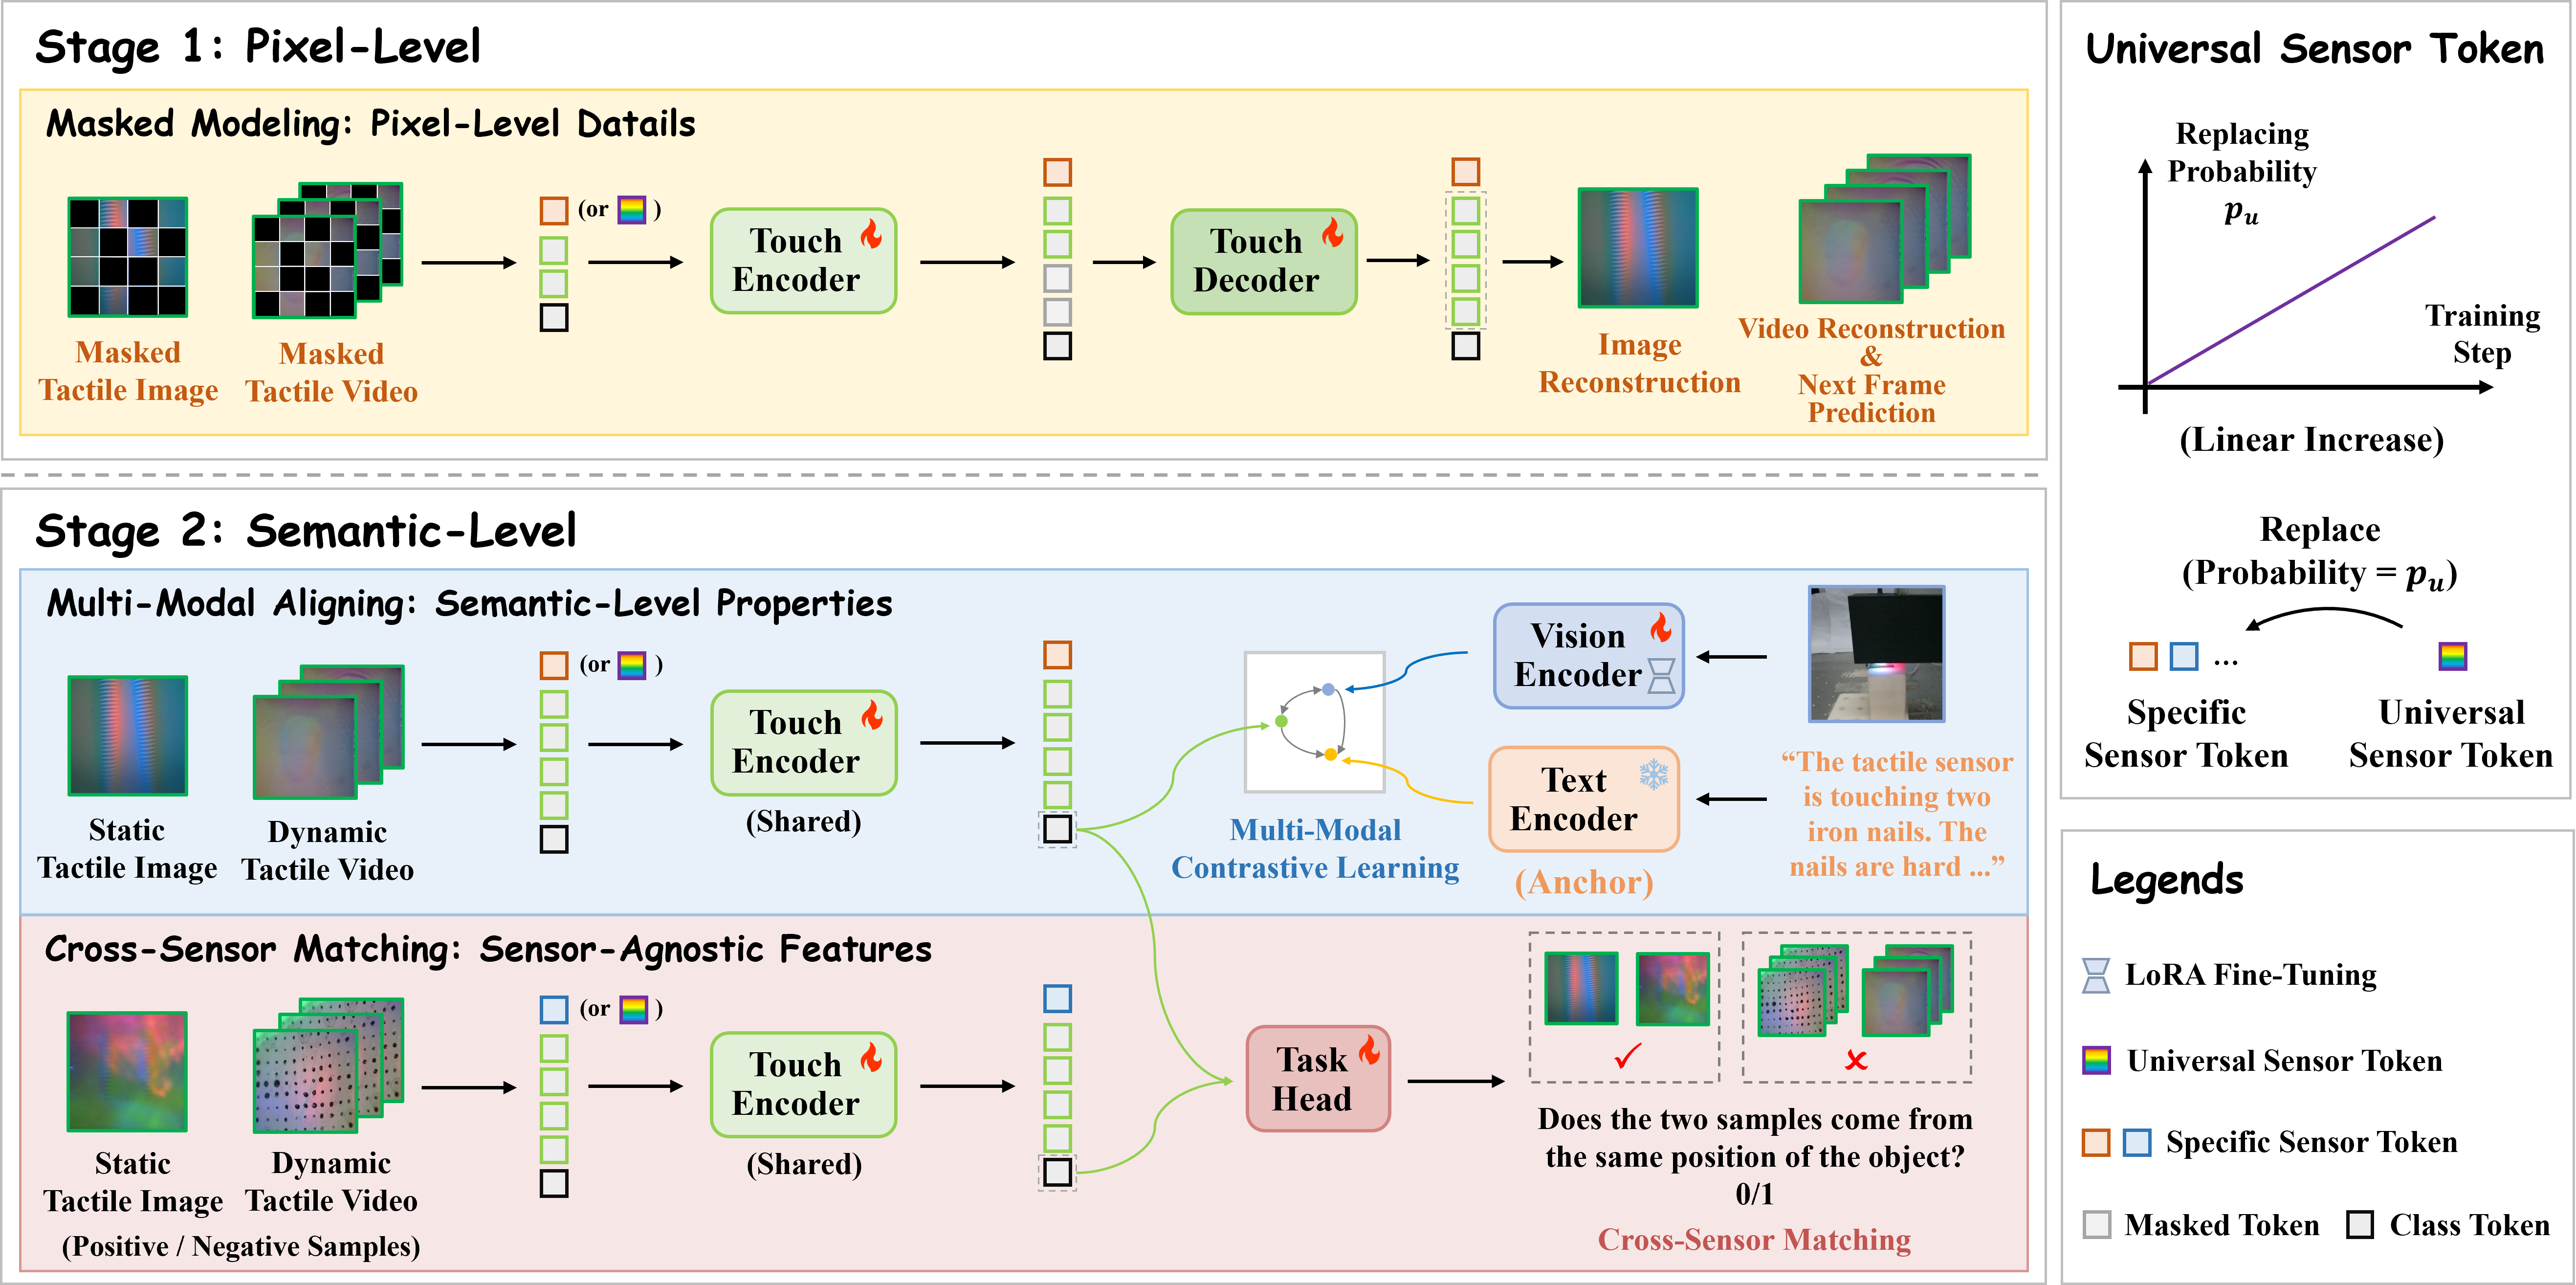 Stage 1: Pixel-Level
Masked Modeling: Pixel-Level Datails
Masked
Tactile Image
Masked
Tactile Video
(or )
Touch
Encoder
Touch
Decoder
Image
Reconstruction
Video Reconstruction
&
Next Frame
Prediction
Stage 2: Semantic-Level
Multi-Modal Aligning: Semantic-Level Properties
Static
Tactile Image
Dynamic
Tactile Video
(or )
Touch
Encoder
(Shared)
Multi-Modal
Contrastive Learning
Vision
Encoder
Text
Encoder
(Anchor)
“The tactile sensor
is touching two
iron nails. The
nails are hard ...”
Cross-Sensor Matching: Sensor-Agnostic Features
Static
Tactile Image
Dynamic
Tactile Video
(Positive / Negative Samples)
(or )
Touch
Encoder
(Shared)
Task
Head
✓
✘
Does the two samples come from
the same position of the object?
0/1
Cross-Sensor Matching
Universal Sensor Token
Replacing
Probability
p_u
Training
Step
(Linear Increase)
Replace
(Probability = p_u)
...
Specific
Sensor Token
Universal
Sensor Token
Legends
LoRA Fine-Tuning
Universal Sensor Token
Specific Sensor Token
Masked Token
Class Token